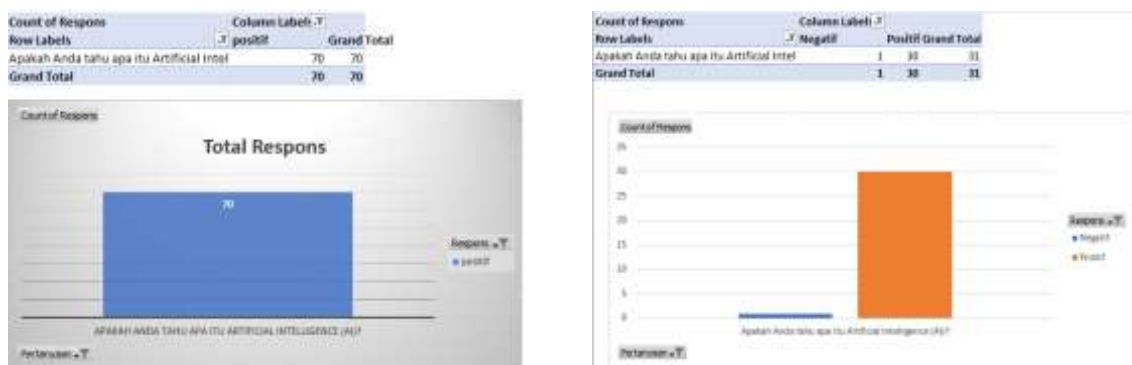 Count of Respons Column Labels
Row Labels positif Grand Total
Apakah Anda tahu apa itu Artificial Intel 70 70
Grand Total 70 70
Count of Respons
Total Respons
70
Respons
positif
APAKAH ANDA TAHU APA ITU ARTIFICIAL INTELLIGENCE (AI)?
Pertanyaan
Count of Respons Column Labels
Row Labels Negatif Positif Grand Total
Apakah Anda tahu apa itu Artificial Intel 1 30 31
Grand Total 1 30 31
Count of Respons
35
30
25
20
15
10
5
0
Respons
Negatif
Positif
Apakah Anda tahu apa itu Artificial Intelligence (AI)?
Pertanyaan